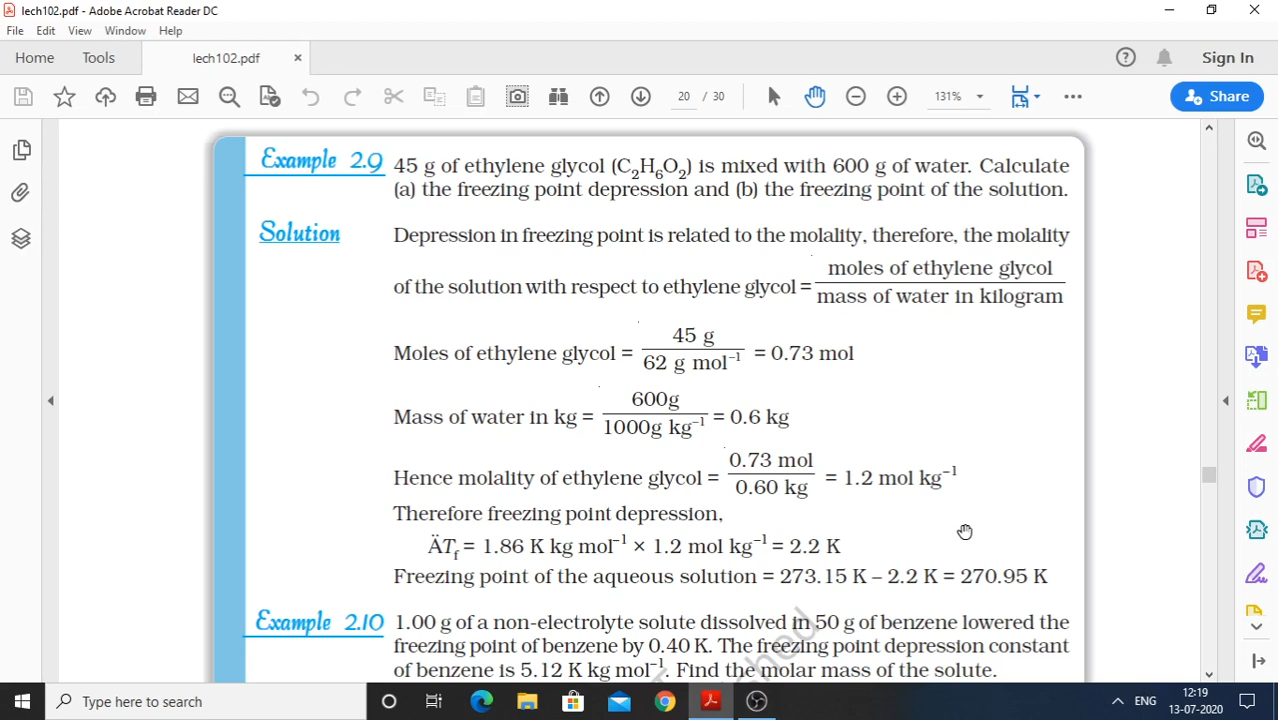 lech102.pdf - Adobe Acrobat Reader DC
File Edit View Window Help
Home Tools lech102.pdf × Sign In
20 / 30 131% Share
Example 2.9 45 g of ethylene glycol (C₂H₆O₂) is mixed with 600 g of water. Calculate
(a) the freezing point depression and (b) the freezing point of the solution.
Solution Depression in freezing point is related to the molality, therefore, the molality
of the solution with respect to ethylene glycol = moles of ethylene glycol / mass of water in kilogram
Moles of ethylene glycol = 45 g / 62 g mol⁻¹ = 0.73 mol
Mass of water in kg = 600g / 1000g kg⁻¹ = 0.6 kg
Hence molality of ethylene glycol = 0.73 mol / 0.60 kg = 1.2 mol kg⁻¹
Therefore freezing point depression,
ÄTf = 1.86 K kg mol⁻¹ × 1.2 mol kg⁻¹ = 2.2 K
Freezing point of the aqueous solution = 273.15 K – 2.2 K = 270.95 K
Example 2.10 1.00 g of a non-electrolyte solute dissolved in 50 g of benzene lowered the
freezing point of benzene by 0.40 K. The freezing point depression constant
of benzene is 5.12 K kg mol⁻¹. Find the molar mass of the solute.
Type here to search
ENG
12:19
13-07-2020